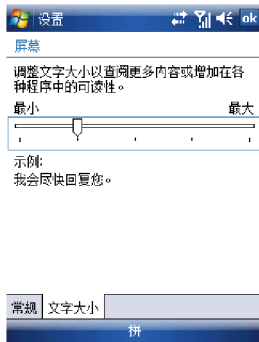 设置 ok
屏幕
调整文字大小以查阅更多内容或增加在各
种程序中的可读性。
最小 最大
示例:
我会尽快回复您。
常规 文字大小
拼